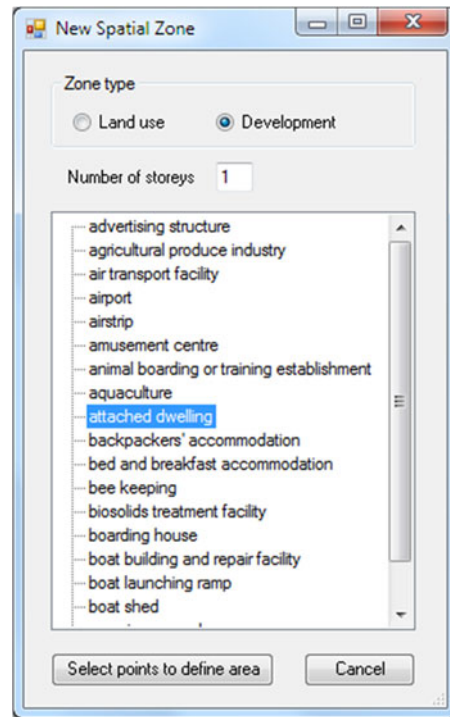 New Spatial Zone
Zone type
Land use
Development
Number of storeys 1
advertising structure
agricultural produce industry
air transport facility
airport
airstrip
amusement centre
animal boarding or training establishment
aquaculture
attached dwelling
backpackers' accommodation
bed and breakfast accommodation
bee keeping
biosolids treatment facility
boarding house
boat building and repair facility
boat launching ramp
boat shed
Select points to define area
Cancel